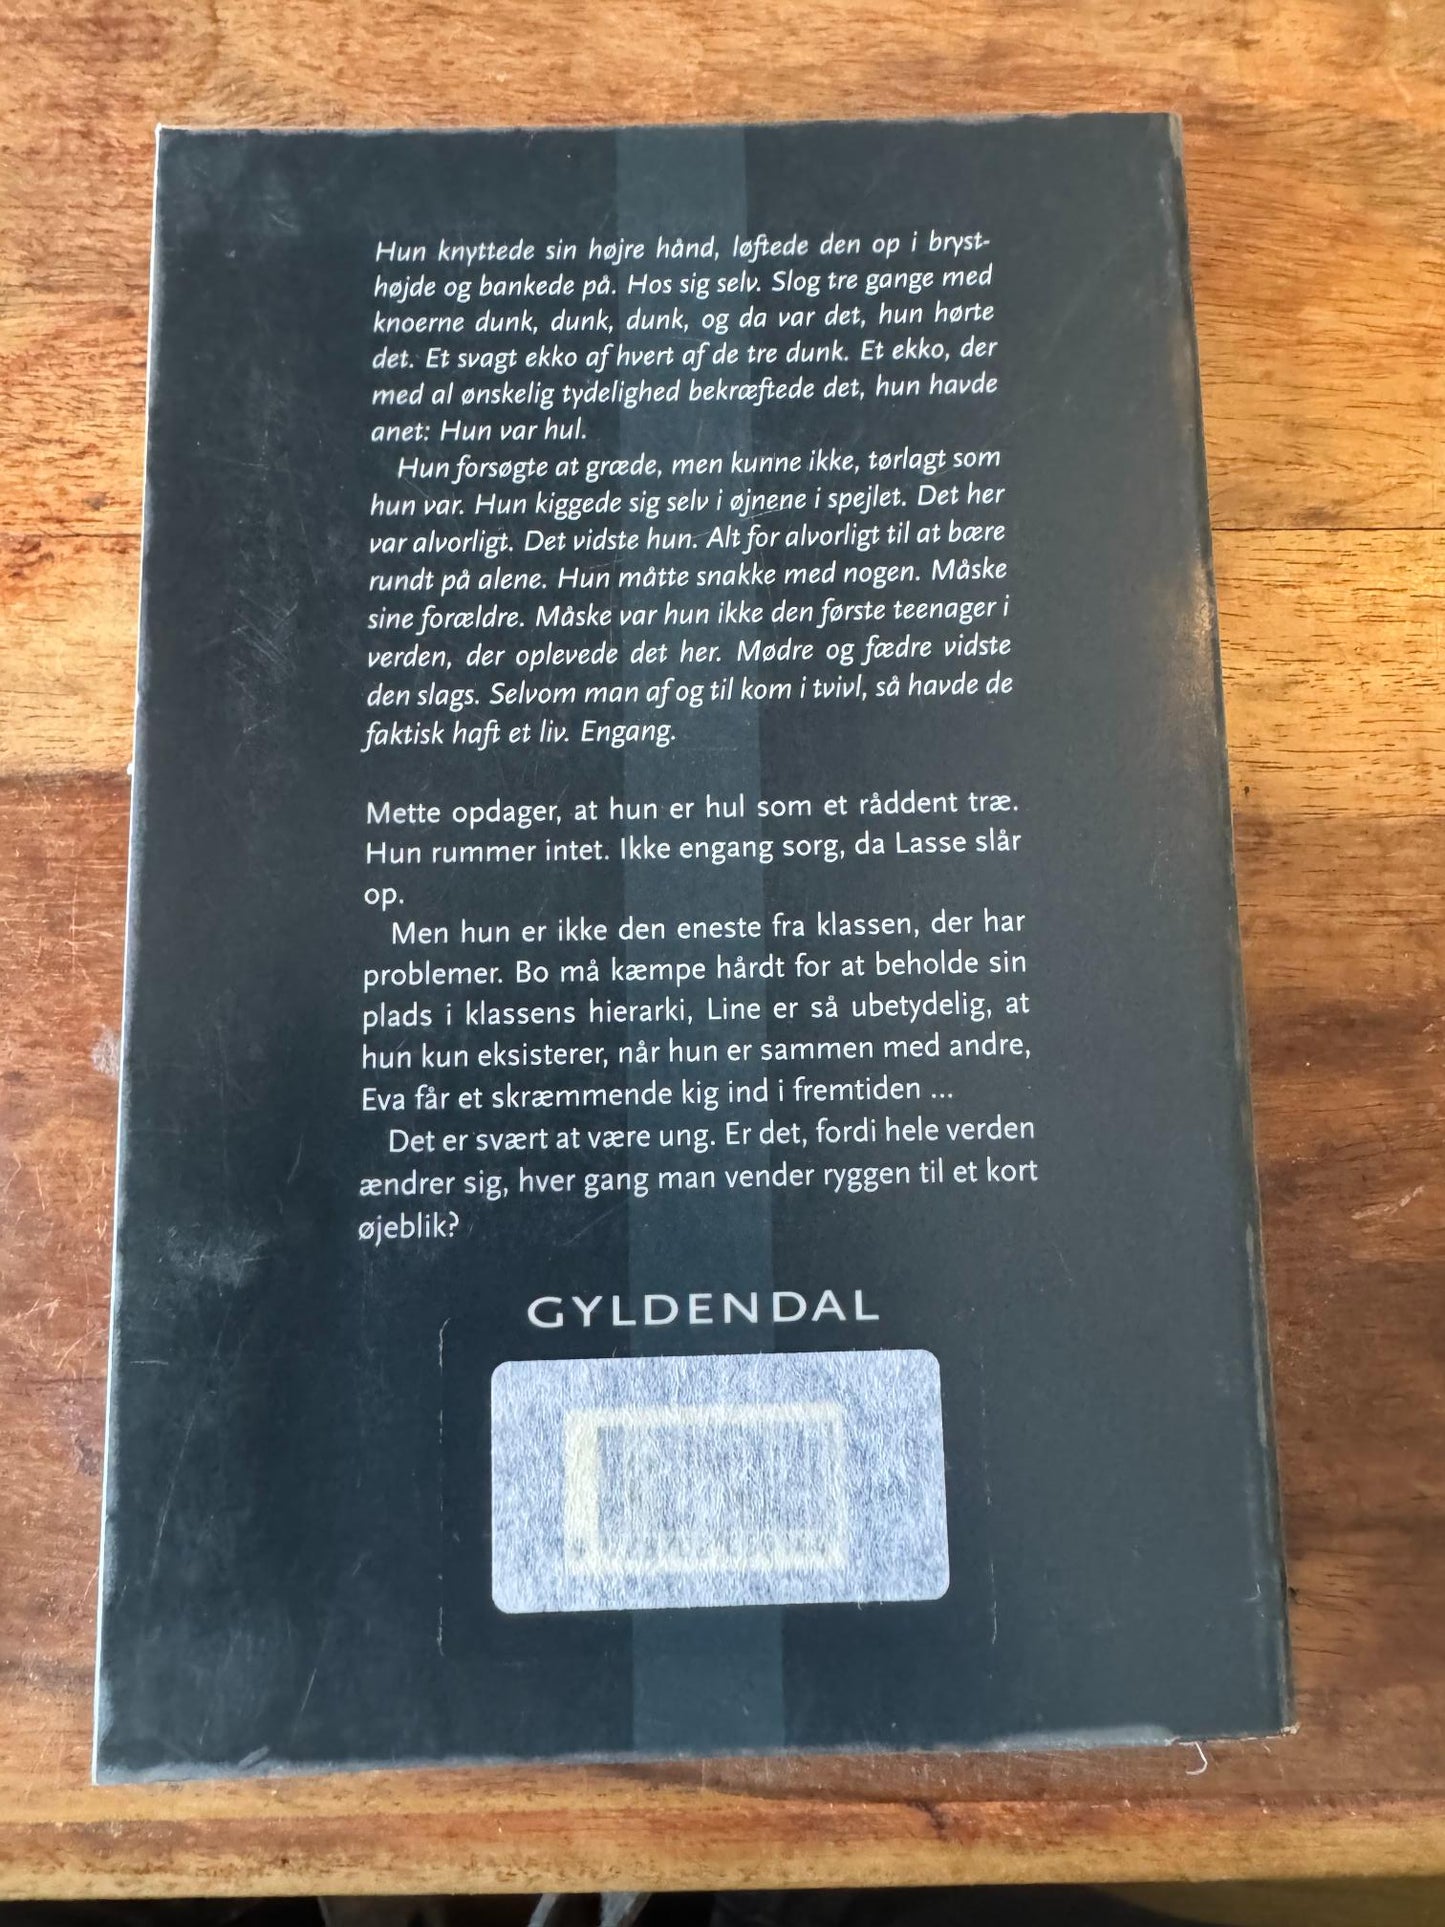 Hun knyttede sin højre hånd, løftede den op i bryst-
højde og bankede på. Hos sig selv. Slog tre gange med
knoerne dunk, dunk, dunk, og da var det, hun hørte
det. Et svagt ekko af hvert af de tre dunk. Et ekko, der
med al ønskelig tydelighed bekræftede det, hun havde
anet: Hun var hul.
Hun forsøgte at græde, men kunne ikke, tørlagt som
hun var. Hun kiggede sig selv i øjnene i spejlet. Det her
var alvorligt. Det vidste hun. Alt for alvorligt til at bære
rundt på alene. Hun måtte snakke med nogen. Måske
sine forældre. Måske var hun ikke den første teenager i
verden, der oplevede det her. Mødre og fædre vidste
den slags. Selvom man af og til kom i tvivl, så havde de
faktisk haft et liv. Engang.
Mette opdager, at hun er hul som et råddent træ.
Hun rummer intet. Ikke engang sorg, da Lasse slår
op.
Men hun er ikke den eneste fra klassen, der har
problemer. Bo må kæmpe hårdt for at beholde sin
plads i klassens hierarki, Line er så ubetydelig, at
hun kun eksisterer, når hun er sammen med andre,
Eva får et skræmmende kig ind i fremtiden ...
Det er svært at være ung. Er det, fordi hele verden
ændrer sig, hver gang man vender ryggen til et kort
øjeblik?
GYLDENDAL